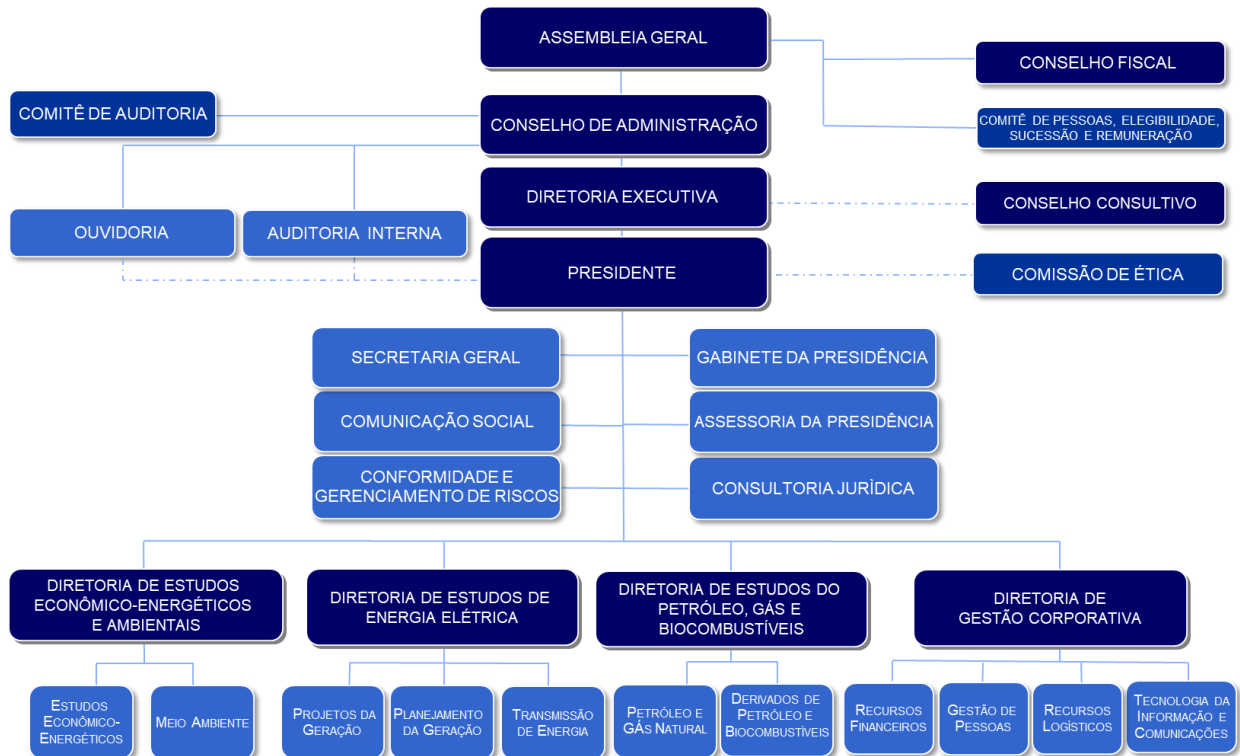 ASSEMBLEIA GERAL
CONSELHO FISCAL
COMITÊ DE AUDITORIA
CONSELHO DE ADMINISTRAÇÃO
COMITÊ DE PESSOAS, ELEGIBILIDADE,
SUCESSÃO E REMUNERAÇÃO
DIRETORIA EXECUTIVA
CONSELHO CONSULTIVO
OUVIDORIA
AUDITORIA INTERNA
PRESIDENTE
COMISSÃO DE ÉTICA
SECRETARIA GERAL
GABINETE DA PRESIDÊNCIA
COMUNICAÇÃO SOCIAL
ASSESSORIA DA PRESIDÊNCIA
CONFORMIDADE E
GERENCIAMENTO DE RISCOS
CONSULTORIA JURÌDICA
DIRETORIA DE ESTUDOS
ECONÔMICO-ENERGÉTICOS
E AMBIENTAIS
DIRETORIA DE ESTUDOS DE
ENERGIA ELÉTRICA
DIRETORIA DE ESTUDOS DO
PETRÓLEO, GÁS E
BIOCOMBUSTÍVEIS
DIRETORIA DE
GESTÃO CORPORATIVA
ESTUDOS
ECONÔMICO-
ENERGÉTICOS
MEIO AMBIENTE
PROJETOS DA
GERAÇÃO
PLANEJAMENTO
DA GERAÇÃO
TRANSMISSÃO
DE ENERGIA
PETRÓLEO E
GÁS NATURAL
DERIVADOS DE
PETRÓLEO E
BIOCOMBUSTÍVEIS
RECURSOS
FINANCEIROS
GESTÃO DE
PESSOAS
RECURSOS
LOGÍSTICOS
TECNOLOGIA DA
INFORMAÇÃO E
COMUNICAÇÕES